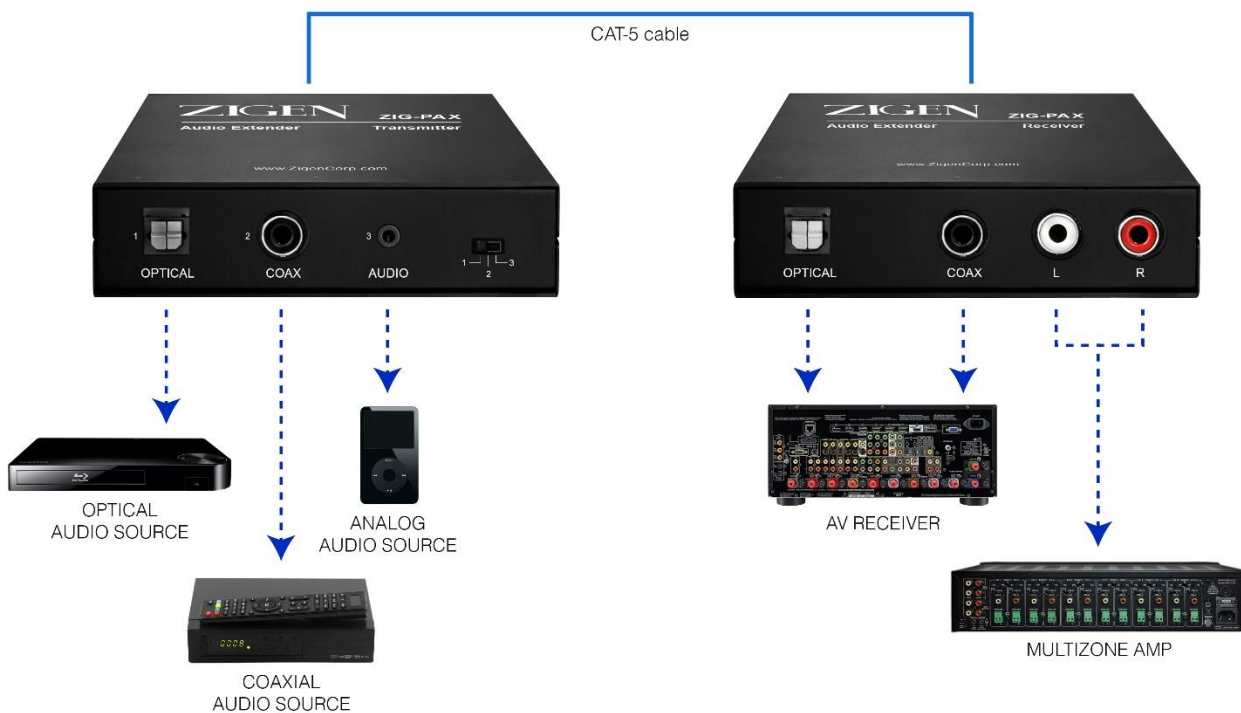 CAT-5 cable
ZIGEN
ZIG-PAX
Audio Extender
Transmitter
www.ZigenCorp.com
1
2
3
OPTICAL
COAX
AUDIO
1
2
3
ZIGEN
ZIG-PAX
Audio Extender
Receiver
www.ZigenCorp.com
OPTICAL
COAX
L
R
OPTICAL
AUDIO SOURCE
ANALOG
AUDIO SOURCE
COAXIAL
AUDIO SOURCE
AV RECEIVER
MULTIZONE AMP